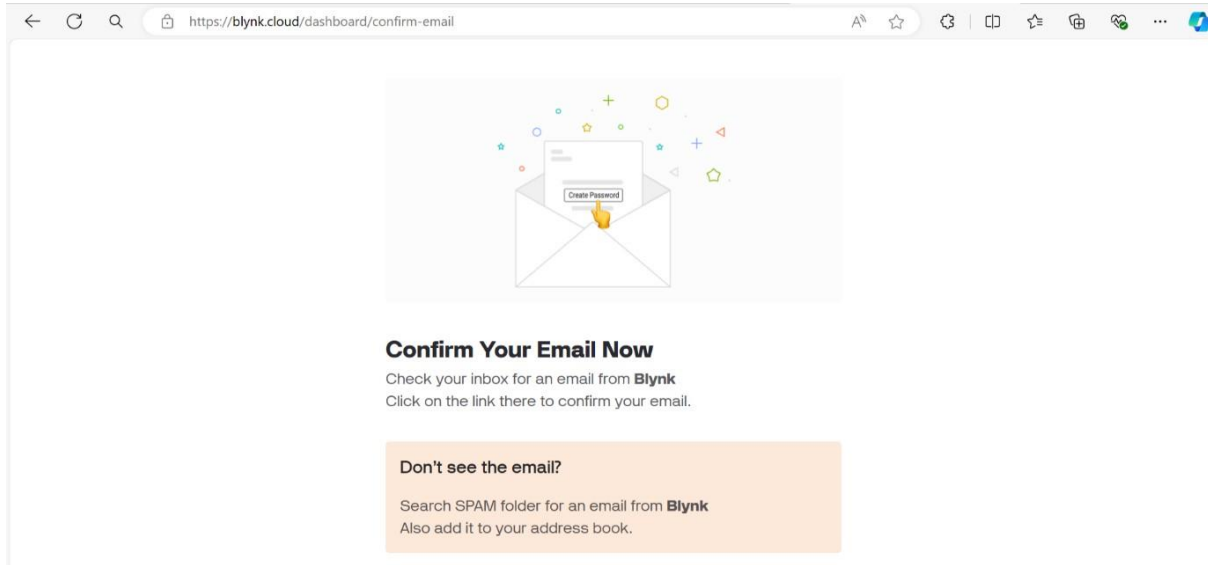 https://blynk.cloud/dashboard/confirm-email
Create Password
Confirm Your Email Now
Check your inbox for an email from Blynk
Click on the link there to confirm your email.
Don't see the email?
Search SPAM folder for an email from Blynk
Also add it to your address book.